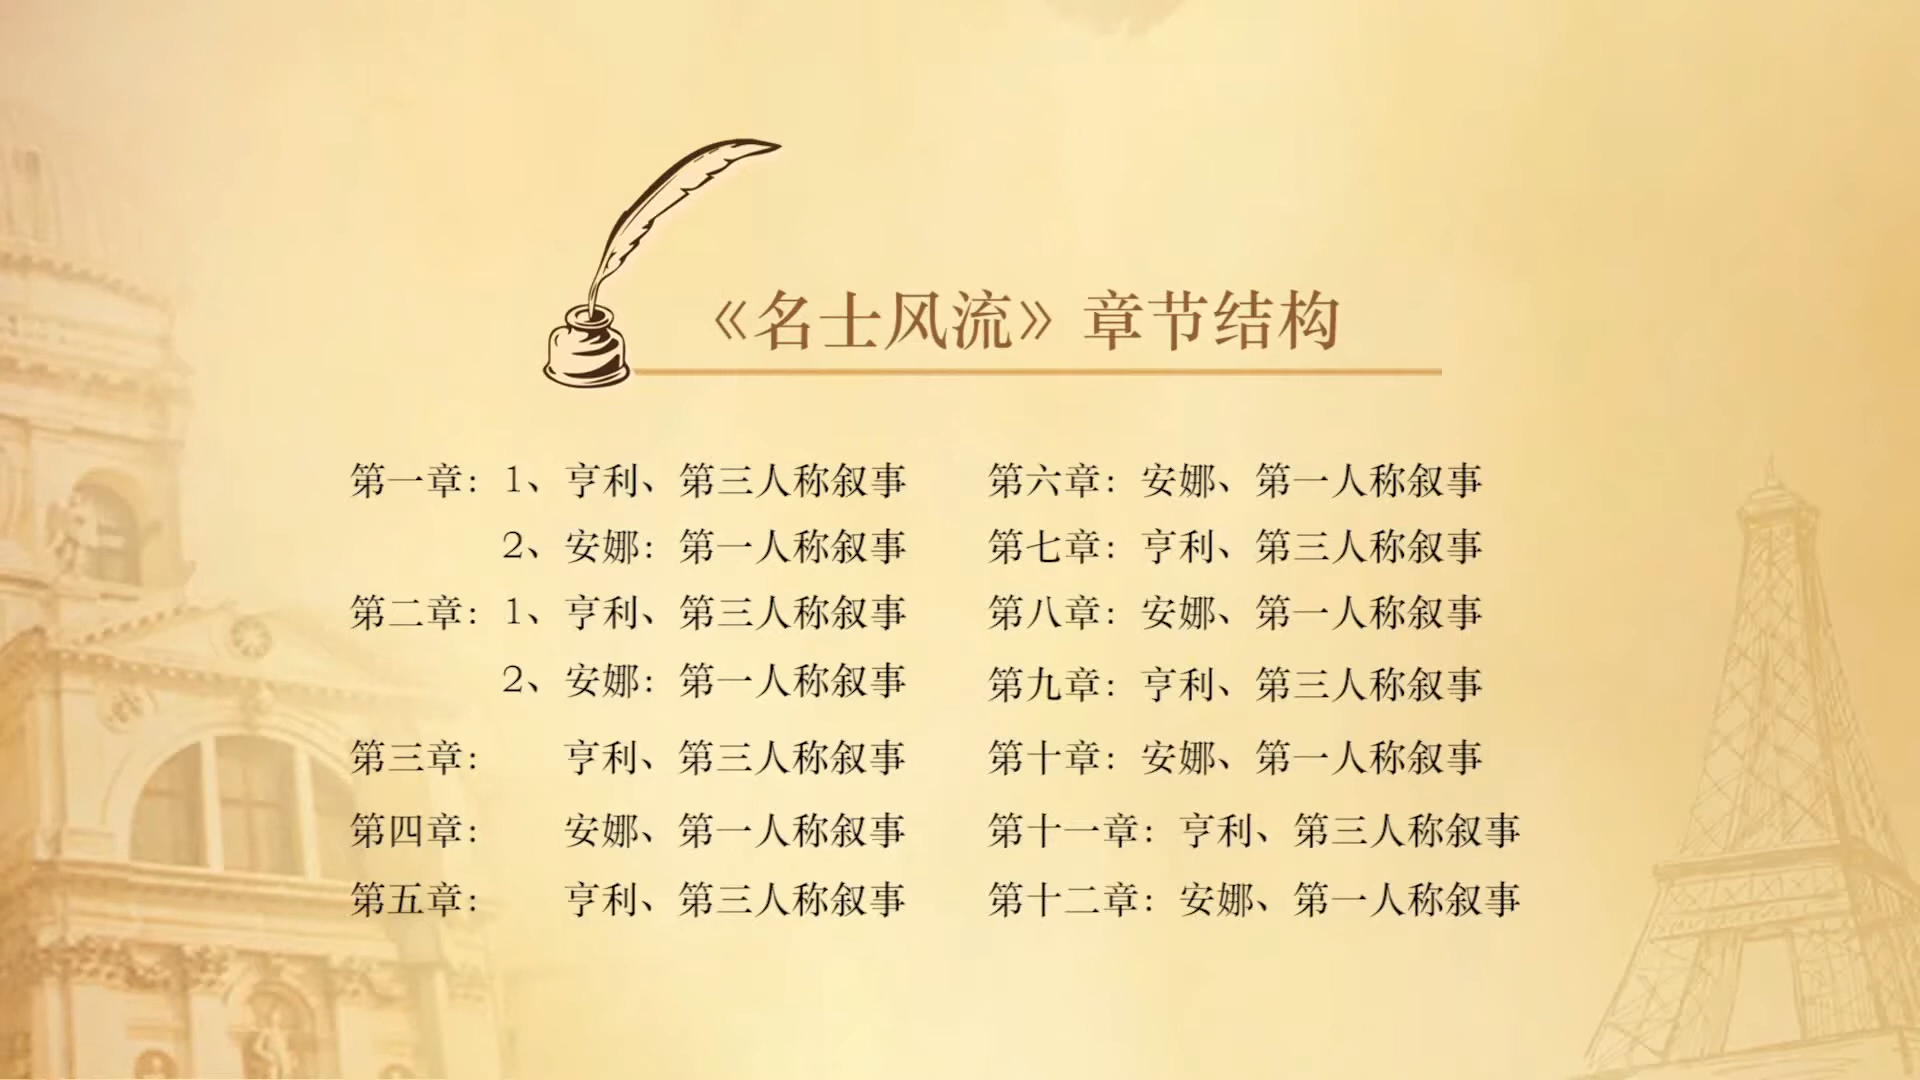 《名士风流》章节结构
第一章：1、亨利、第三人称叙事
2、安娜：第一人称叙事
第二章：1、亨利、第三人称叙事
2、安娜：第一人称叙事
第三章： 亨利、第三人称叙事
第四章： 安娜、第一人称叙事
第五章： 亨利、第三人称叙事
第六章：安娜、第一人称叙事
第七章：亨利、第三人称叙事
第八章：安娜、第一人称叙事
第九章：亨利、第三人称叙事
第十章：安娜、第一人称叙事
第十一章：亨利、第三人称叙事
第十二章：安娜、第一人称叙事